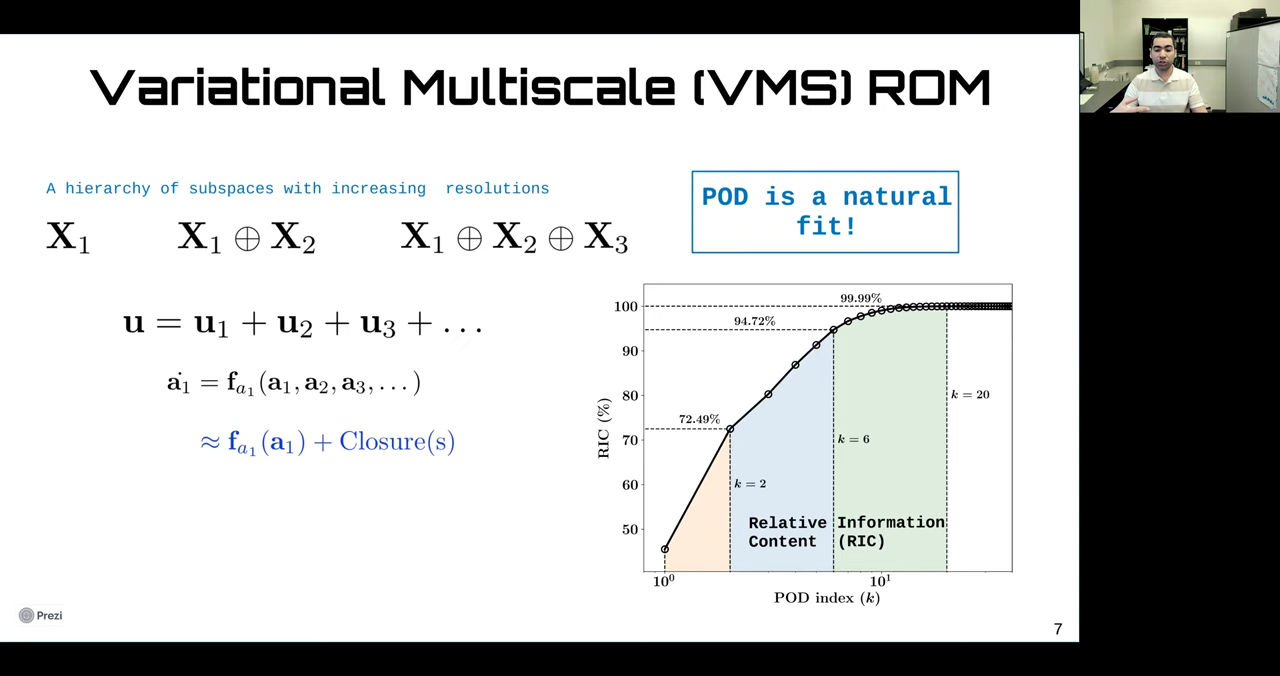 Variational Multiscale (VMS) ROM
A hierarchy of subspaces with increasing resolutions
X₁ X₁ ⊕ X₂ X₁ ⊕ X₂ ⊕ X₃
POD is a natural
fit!
u = u₁ + u₂ + u₃ + ...
ȧ₁ = f_{a₁}(a₁, a₂, a₃, ...)
≈ f_{a₁}(a₁) + Closure(s)
RIC (%)
100
90
80
70
60
50
99.99%
94.72%
72.49%
k = 20
k = 6
k = 2
Relative Information
Content (RIC)
10⁰ 10¹
POD index (k)
Prezi
7